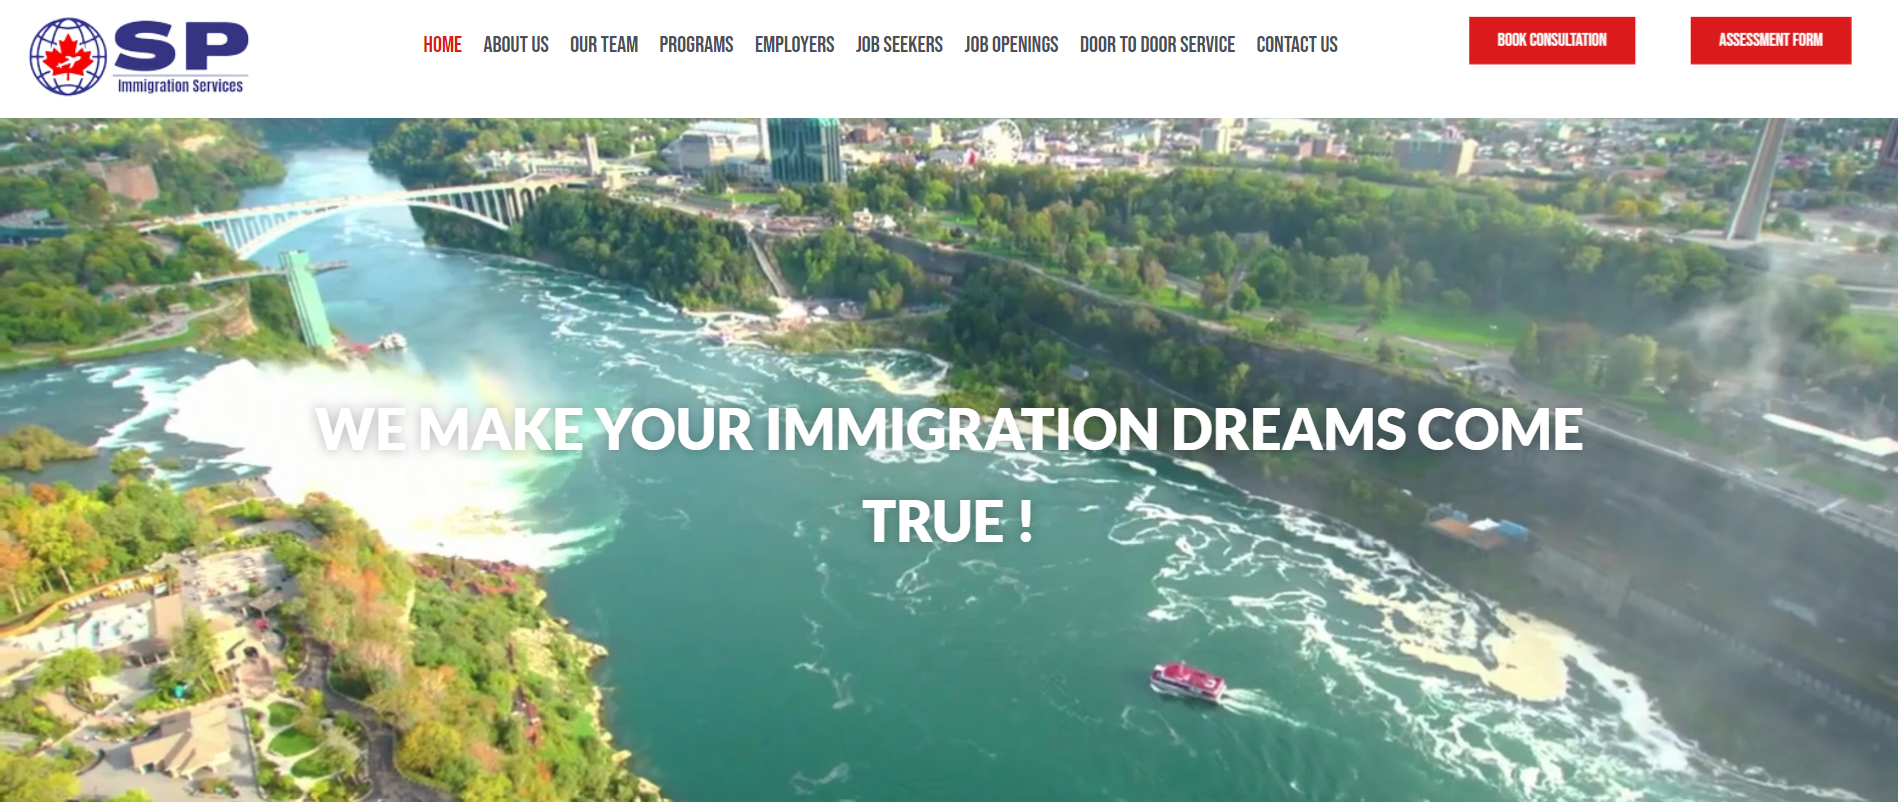 SP
Immigration Services
HOME ABOUT US OUR TEAM PROGRAMS EMPLOYERS JOB SEEKERS JOB OPENINGS DOOR TO DOOR SERVICE CONTACT US
BOOK CONSULTATION
ASSESSMENT FORM
WE MAKE YOUR IMMIGRATION DREAMS COME
TRUE !